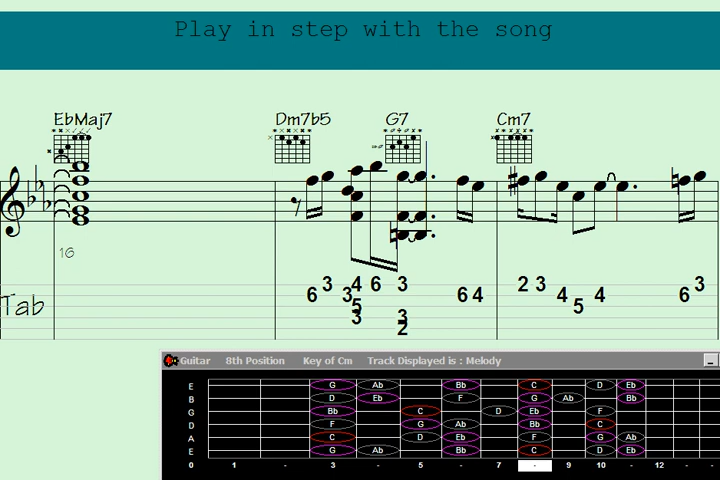 Play in step with the song
EbMaj7 Dm7b5 G7 Cm7
16
Tab
6 3 3 4 5 3 6 3 3 2 6 4 2 3 4 5 4 6 3
Guitar 8th Position Key of Cm Track Displayed is : Melody
E G Ab Bb C D Eb
B D Eb F G Ab Bb
G Bb C D Eb F
D F G Ab Bb C
A C D Eb F G Ab
E G Ab Bb C D Eb
0 1 - 3 - 5 - 7 - 9 10 - 12 - -